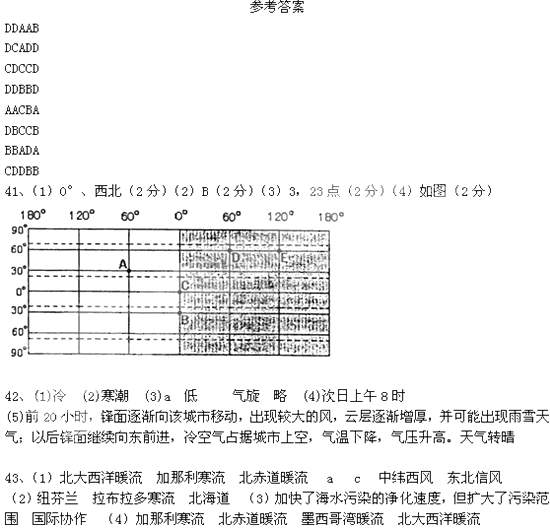 参考答案
DDAAB
DCADD
CDCCD
DDBBD
AACBA
DBCCB
BBADA
CDDBB
41、(1) 0°、西北(2分)(2) B(2分)(3) 3，23点(2分)(4) 如图(2分)
180° 120° 60° 0° 60° 120° 180°
90°
60°
30°
0°
30°
60°
90°
A
D
E
C
B
42、(1)冷 (2)寒潮 (3)a 低 气旋 略 (4)次日上午8时
(5)前20小时，锋面逐渐向该城市移动，出现较大的风，云层逐渐增厚，并可能出现雨雪天
气；以后锋面继续向东前进，冷空气占据城市上空，气温下降，气压升高。天气转晴
43、(1) 北大西洋暖流 加那利寒流 北赤道暖流 a c 中纬西风 东北信风
(2) 纽芬兰 拉布拉多寒流 北海道 (3) 加快了海水污染的净化速度，但扩大了污染范
围 国际协作 (4) 加那利寒流 北赤道暖流 墨西哥湾暖流 北大西洋暖流